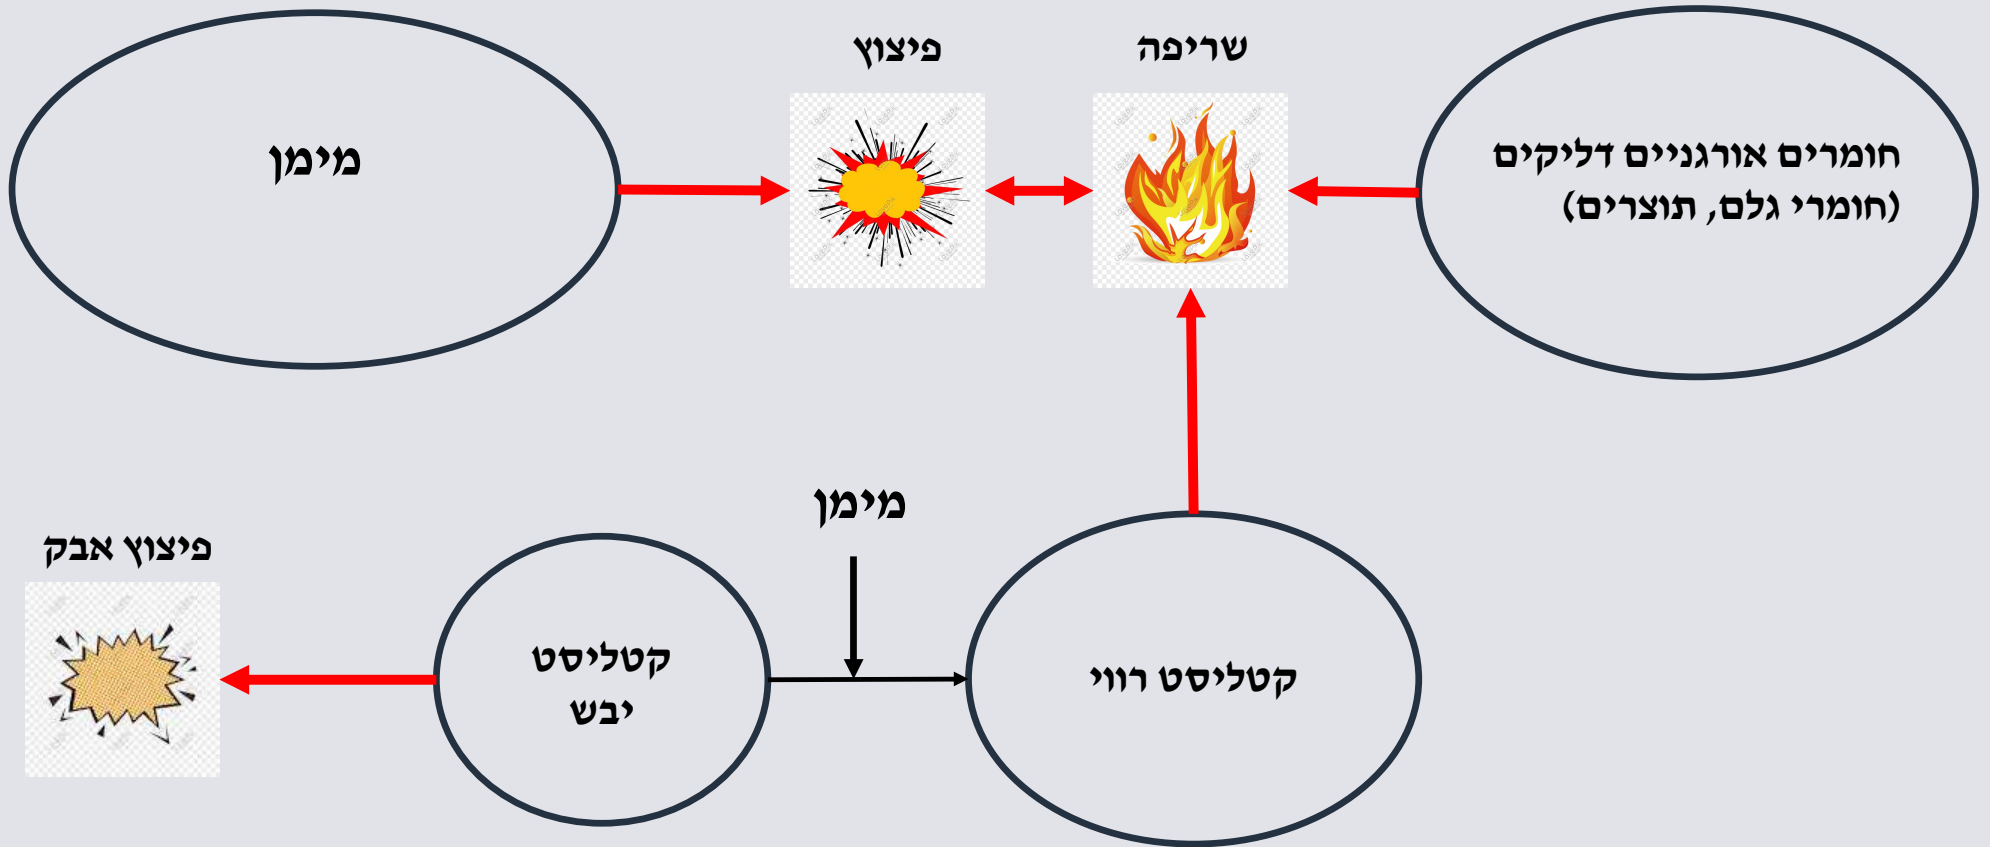 שריפה
פיצוץ
חומרים אורגניים דליקים
(חומרי גלם, תוצרים)
מימן
מימן
פיצוץ אבק
קטליסט רווי
קטליסט
יבש